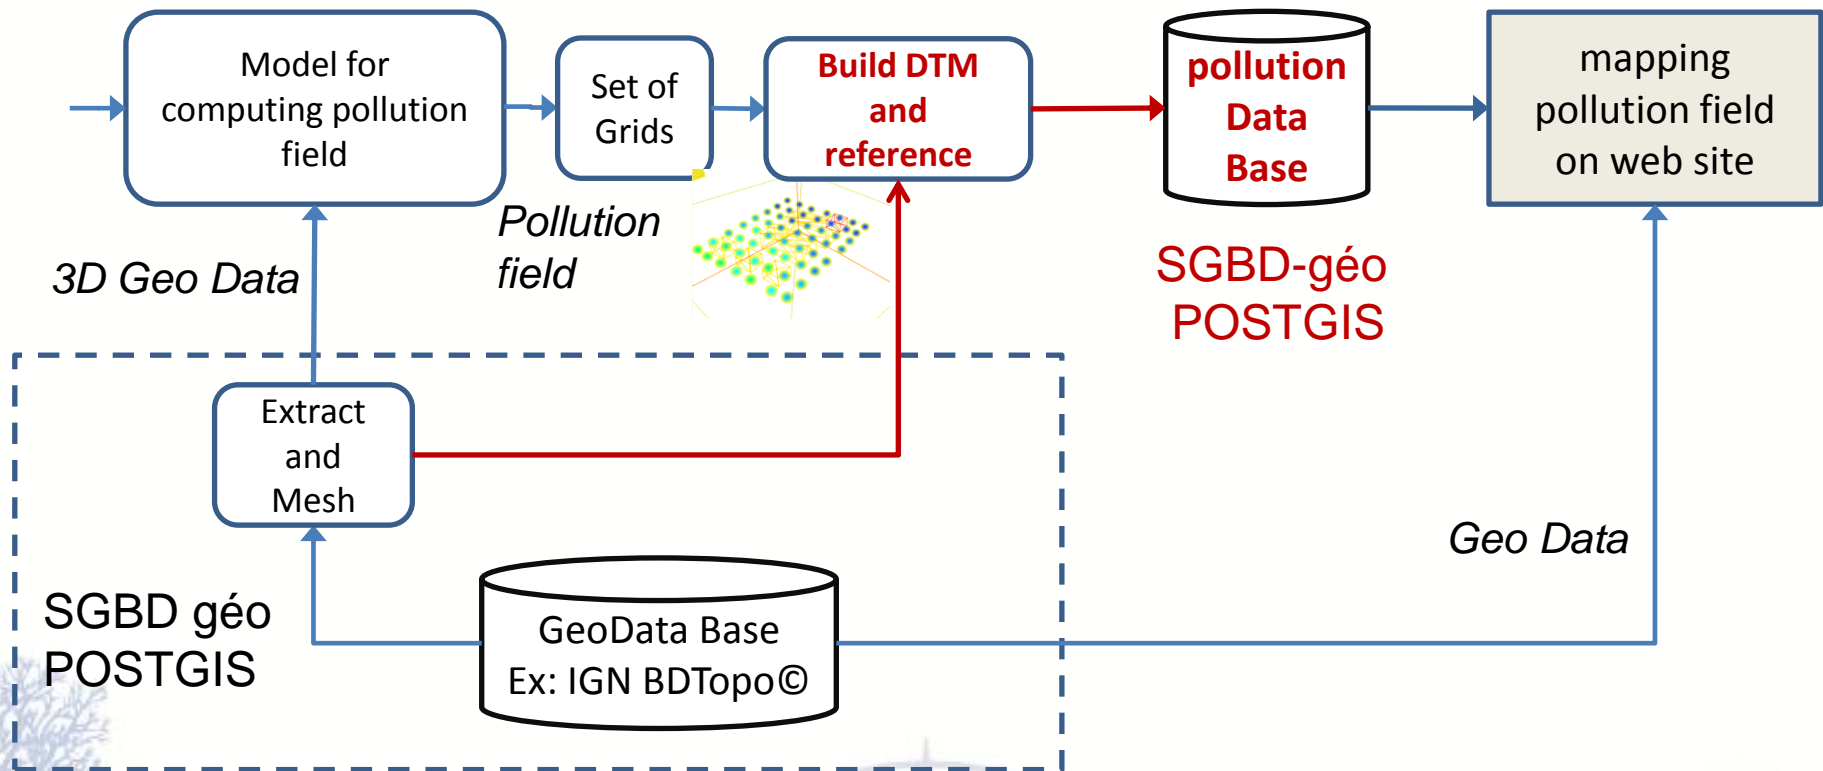 Model for
computing pollution
field
Set of
Grids
Build DTM
and
reference
pollution
Data
Base
mapping
pollution field
on web site
3D Geo Data
Pollution
field
SGBD-géo
POSTGIS
Extract
and
Mesh
Geo Data
SGBD géo
POSTGIS
GeoData Base
Ex: IGN BDTopo©